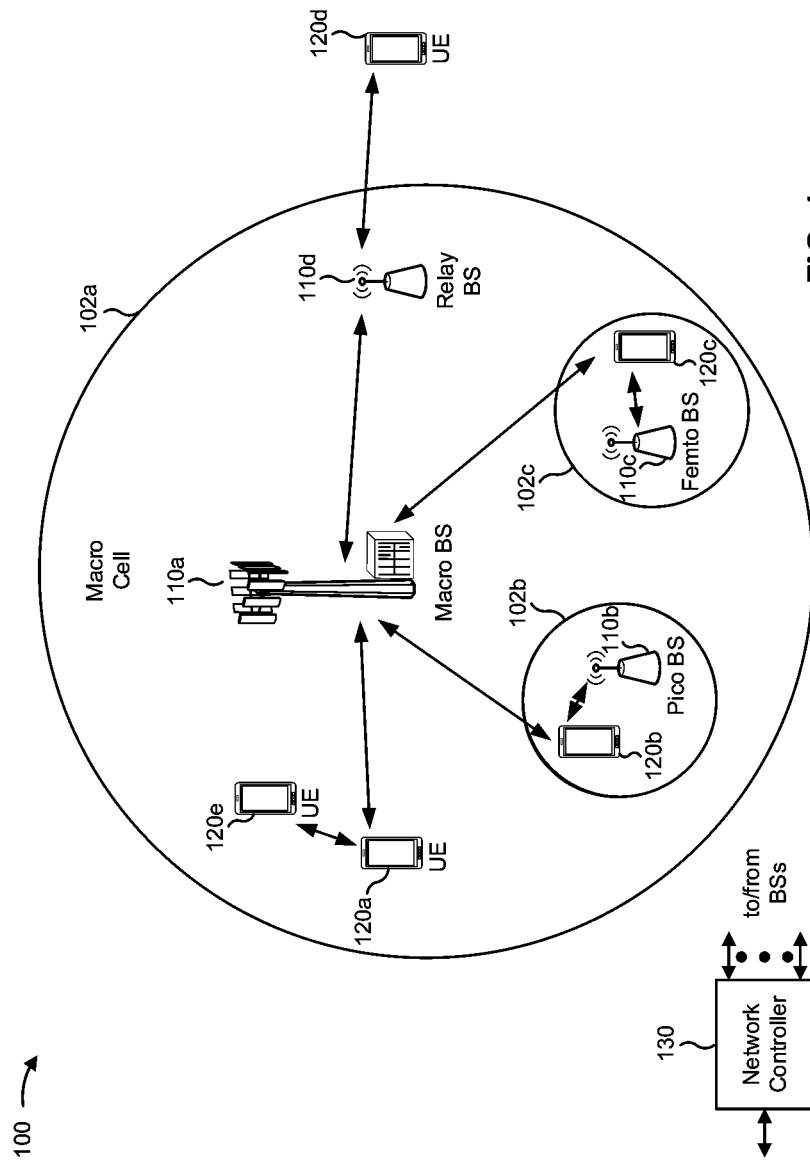 100
102a
Macro
Cell
110a
120e
UE
110d
120d
UE
120a
UE
Macro BS
Relay
BS
102b
102c
110b
Pico BS
120b
110c
Femto BS
120c
130
Network
Controller
to/from
BSs
FIG.